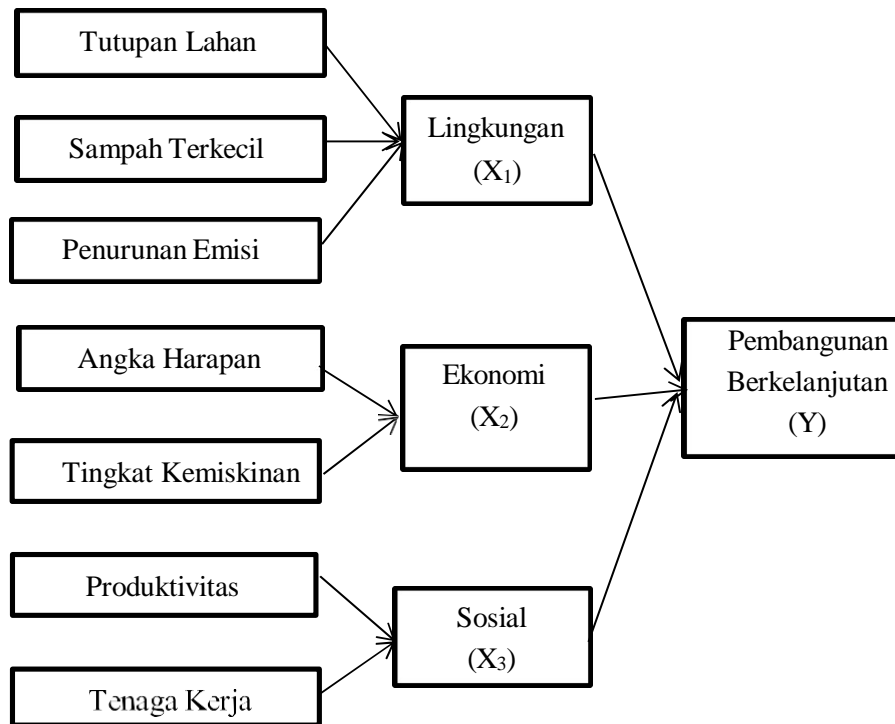 Tutupan Lahan
Sampah Terkecil
Penurunan Emisi
Angka Harapan
Tingkat Kemiskinan
Produktivitas
Tenaga Kerja
Lingkungan
(X₁)
Ekonomi
(X₂)
Sosial
(X₃)
Pembangunan
Berkelanjutan
(Y)